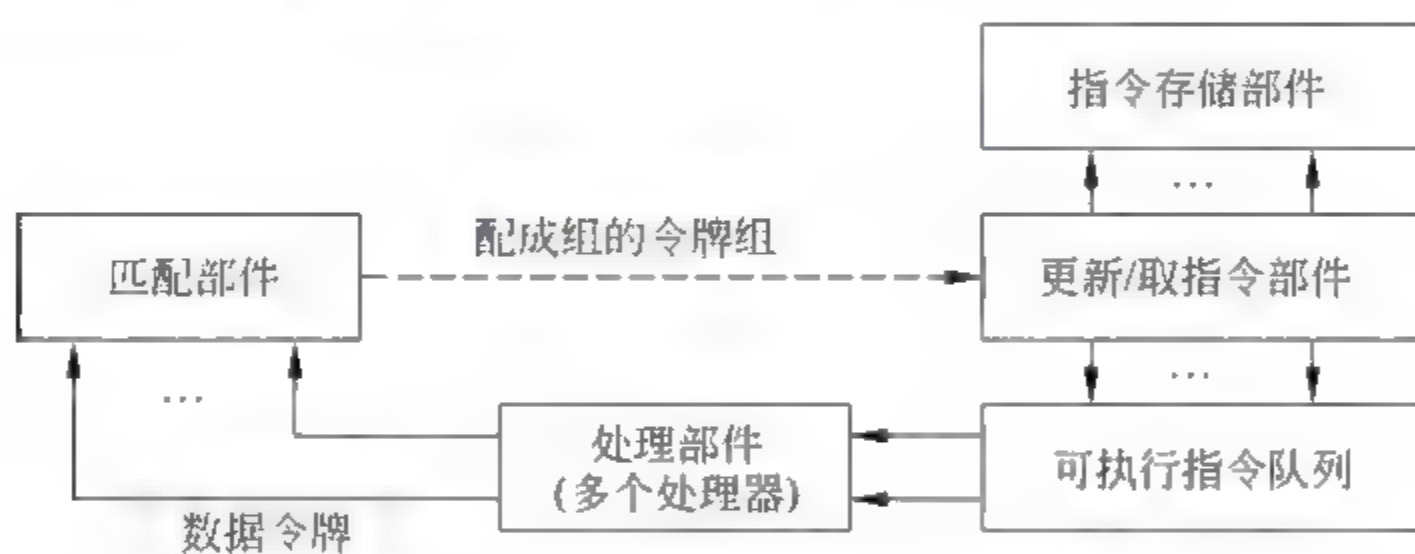 指令存储部件
…
配成组的令牌组
匹配部件
更新/取指令部件
…
…
处理部件
(多个处理器)
可执行指令队列
数据令牌